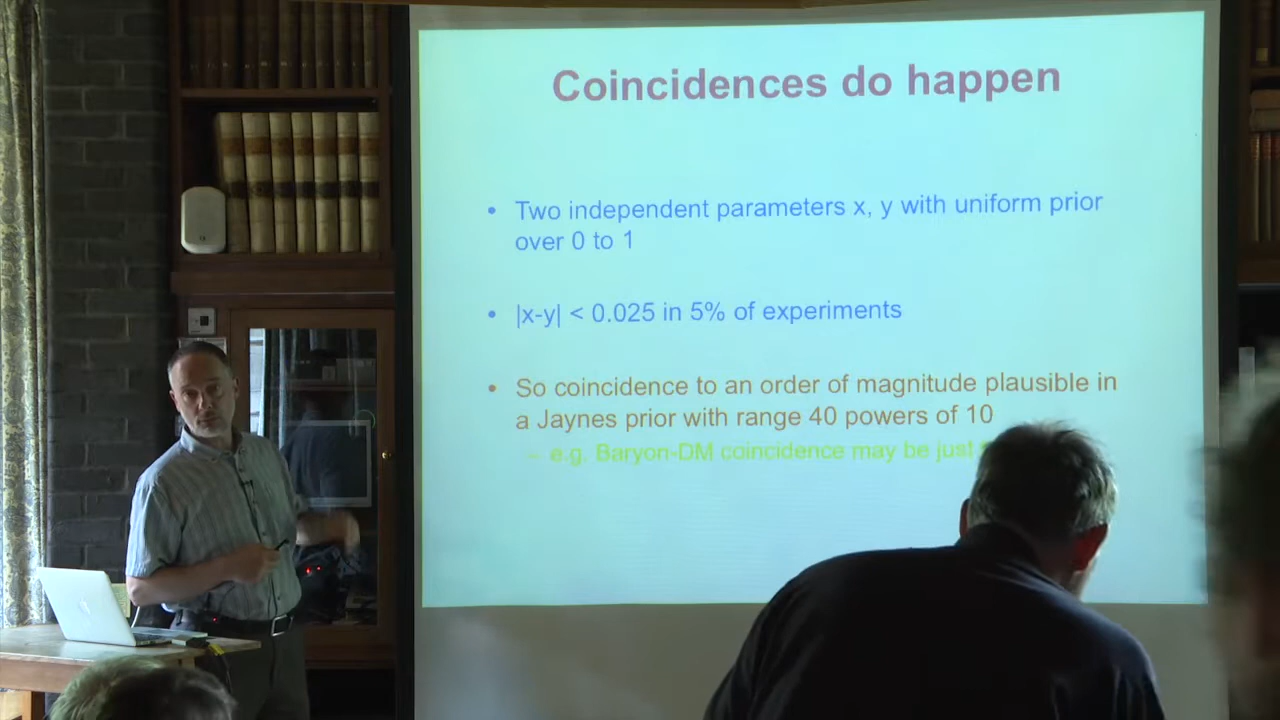 Coincidences do happen
• Two independent parameters x, y with uniform prior
over 0 to 1
• |x-y| < 0.025 in 5% of experiments
• So coincidence to an order of magnitude plausible in
a Jaynes prior with range 40 powers of 10
– e.g. Baryon-DM coincidence may be just